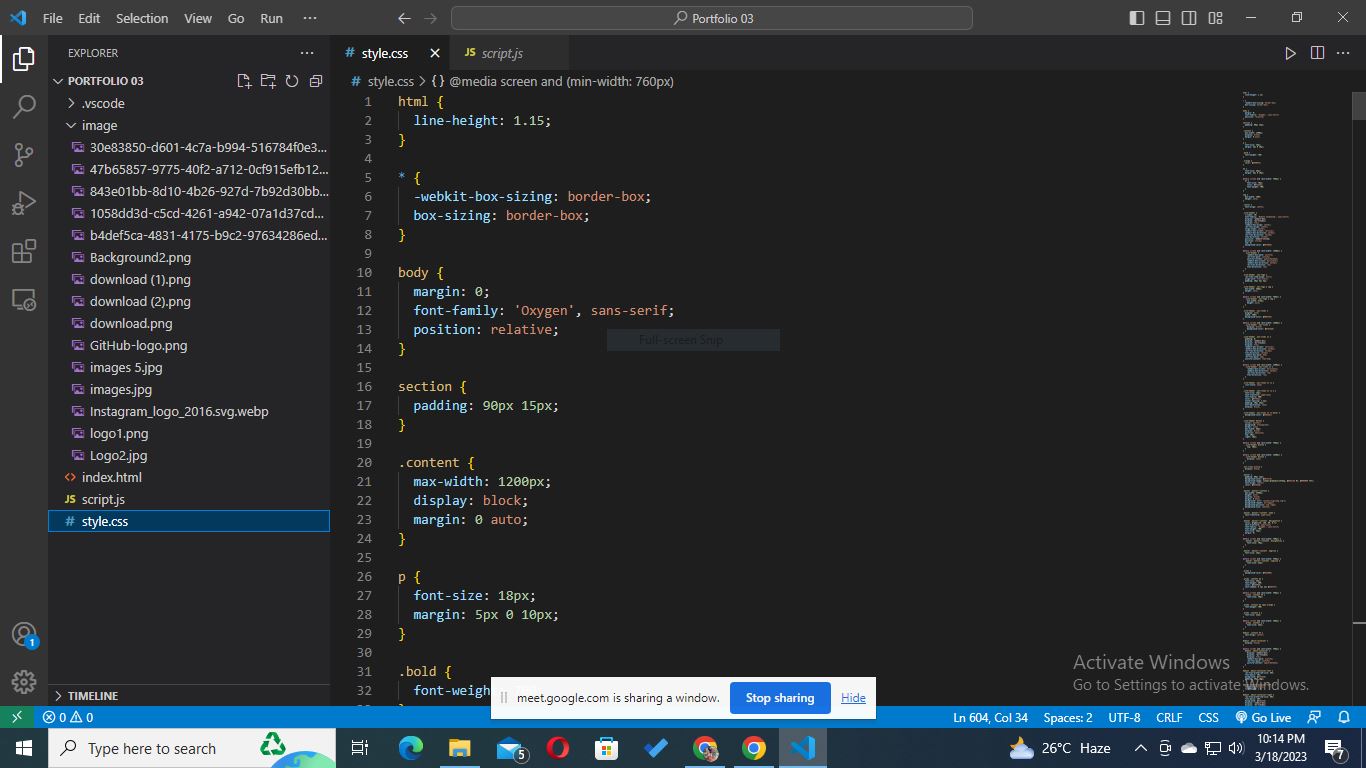 File Edit Selection View Go Run ···
Portfolio 03
EXPLORER ···
# style.css
JS script.js
PORTFOLIO 03
# style.css > {} @media screen and (min-width: 760px)
.vscode
image
30e83850-d601-4c7a-b994-516784f0e3...
47b65857-9775-40f2-a712-0cf915efb12...
843e01bb-8d10-4b26-927d-7b92d30bb...
1058dd3d-c5cd-4261-a942-07a1d37cd...
b4def5ca-4831-4175-b9c2-97634286ed...
Background2.png
download (1).png
download (2).png
download.png
GitHub-logo.png
images 5.jpg
images.jpg
Instagram_logo_2016.svg.webp
logo1.png
Logo2.jpg
<> index.html
JS script.js
# style.css
TIMELINE
1 html {
2 line-height: 1.15;
3 }
4
5 * {
6 -webkit-box-sizing: border-box;
7 box-sizing: border-box;
8 }
9
10 body {
11 margin: 0;
12 font-family: 'Oxygen', sans-serif;
13 position: relative;
14 }
15
16 section {
17 padding: 90px 15px;
18 }
19
20 .content {
21 max-width: 1200px;
22 display: block;
23 margin: 0 auto;
24 }
25
26 p {
27 font-size: 18px;
28 margin: 5px 0 10px;
29 }
30
31 .bold {
32 font-weigh
Full-screen Snip
meet.google.com is sharing a window. Stop sharing Hide
Activate Windows
Go to Settings to activate Windows.
1
0 0
Ln 604, Col 34 Spaces: 2 UTF-8 CRLF CSS Go Live
Type here to search
5
26°C Haze
10:14 PM
3/18/2023
7